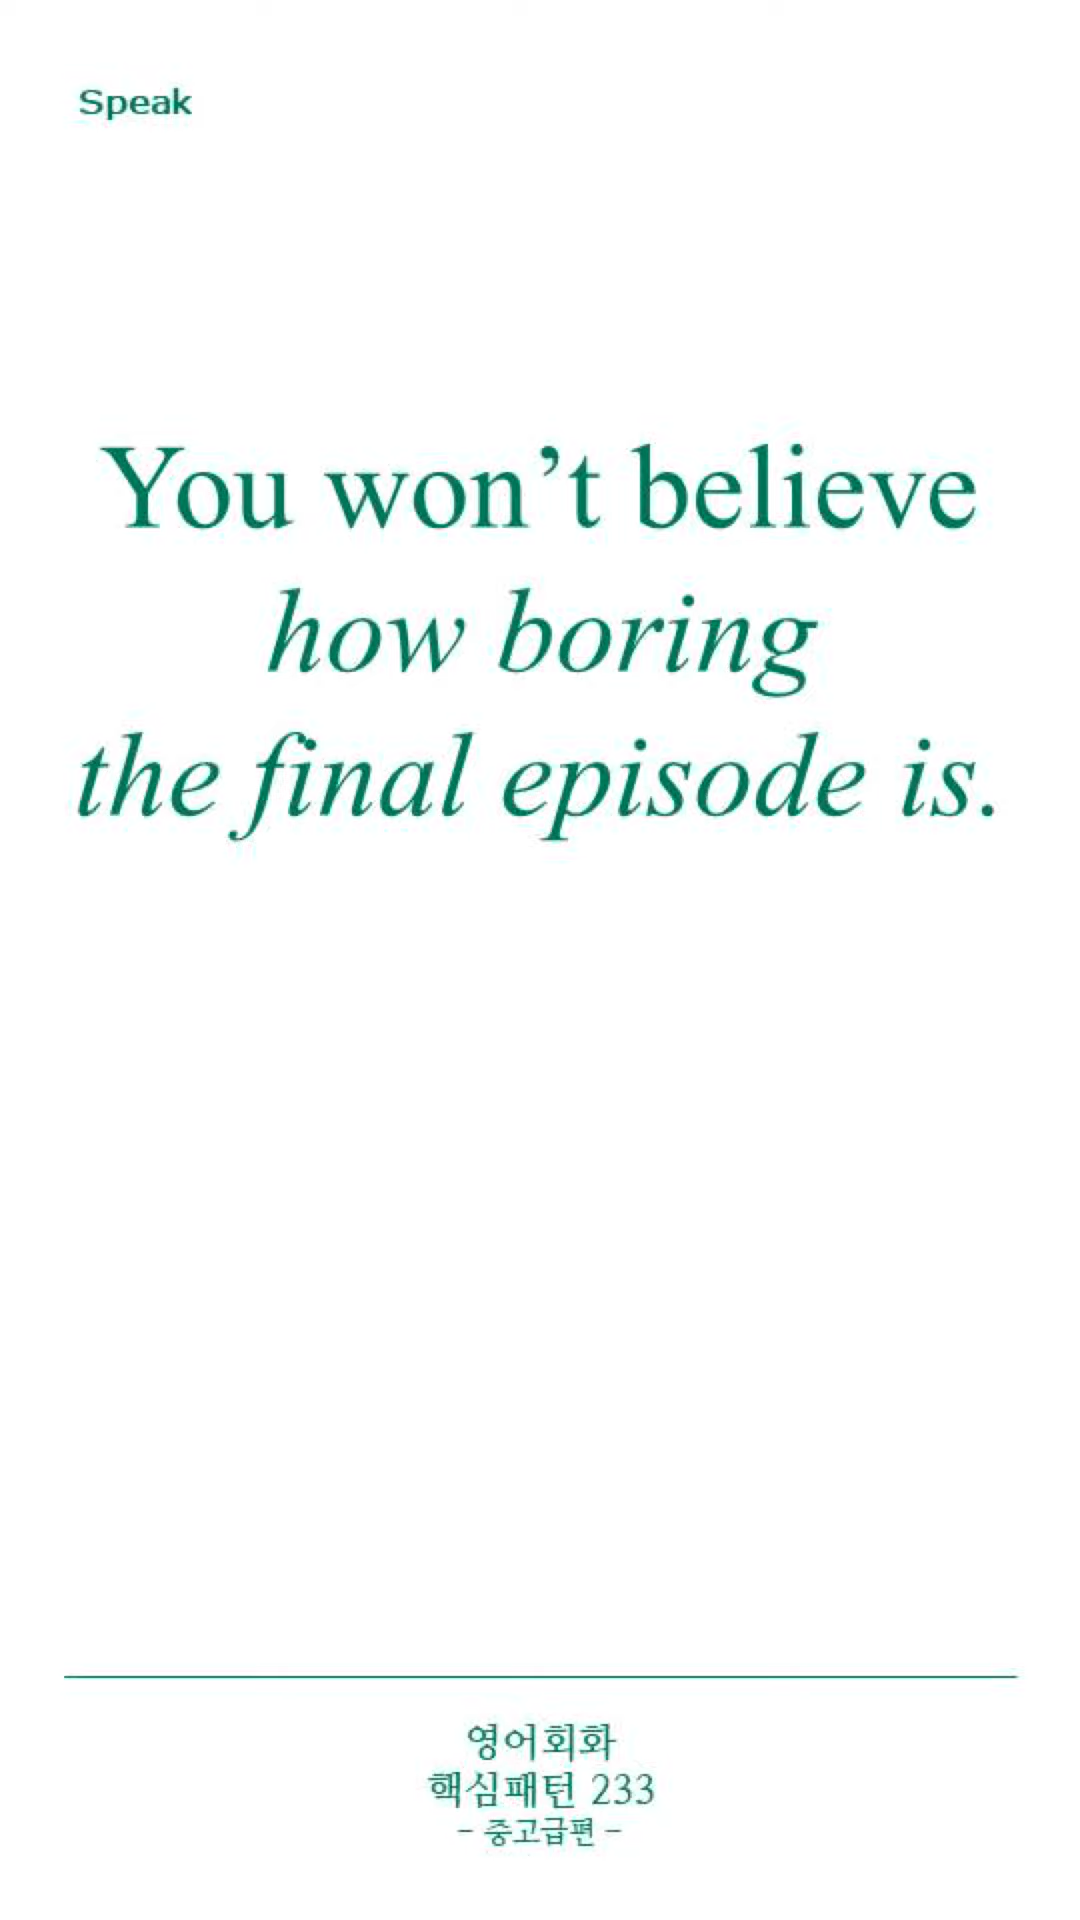 Speak
You won’t believe
how boring
the final episode is.
영어회화
핵심패턴 233
- 중고급편 -